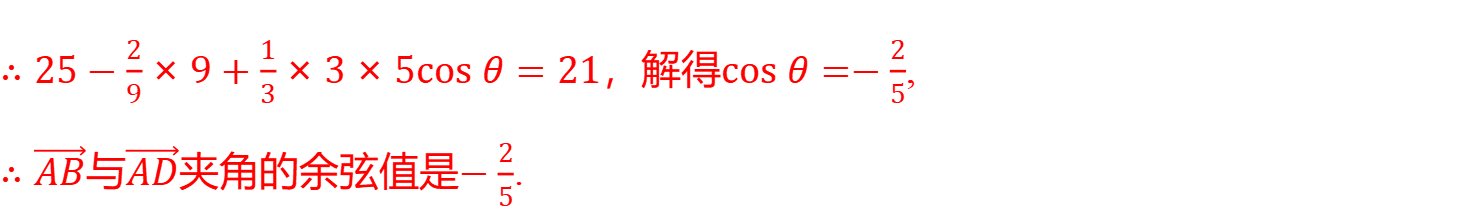 ∴ 25 − 2/9 × 9 + 1/3 × 3 × 5cos θ = 21，解得cos θ =− 2/5,
∴ AB⃗与AD⃗夹角的余弦值是− 2/5.